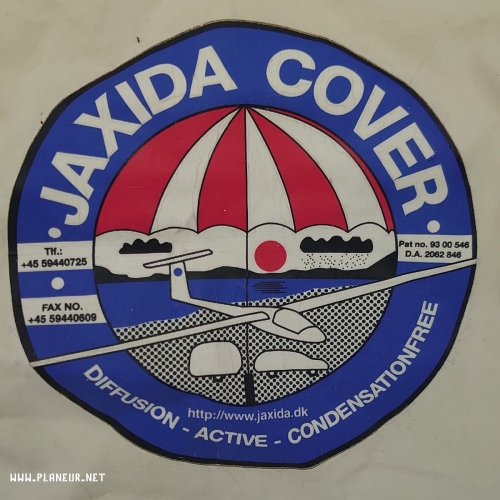 JAXIDA COVER
Tlf.:
+45 59440725
FAX NO.
+45 59440609
Pat no. 93 00 546
D.A. 2062 846
http://www.jaxida.dk
DIFFUSION - ACTIVE - CONDENSATIONFREE
WWW.PLANEUR.NET